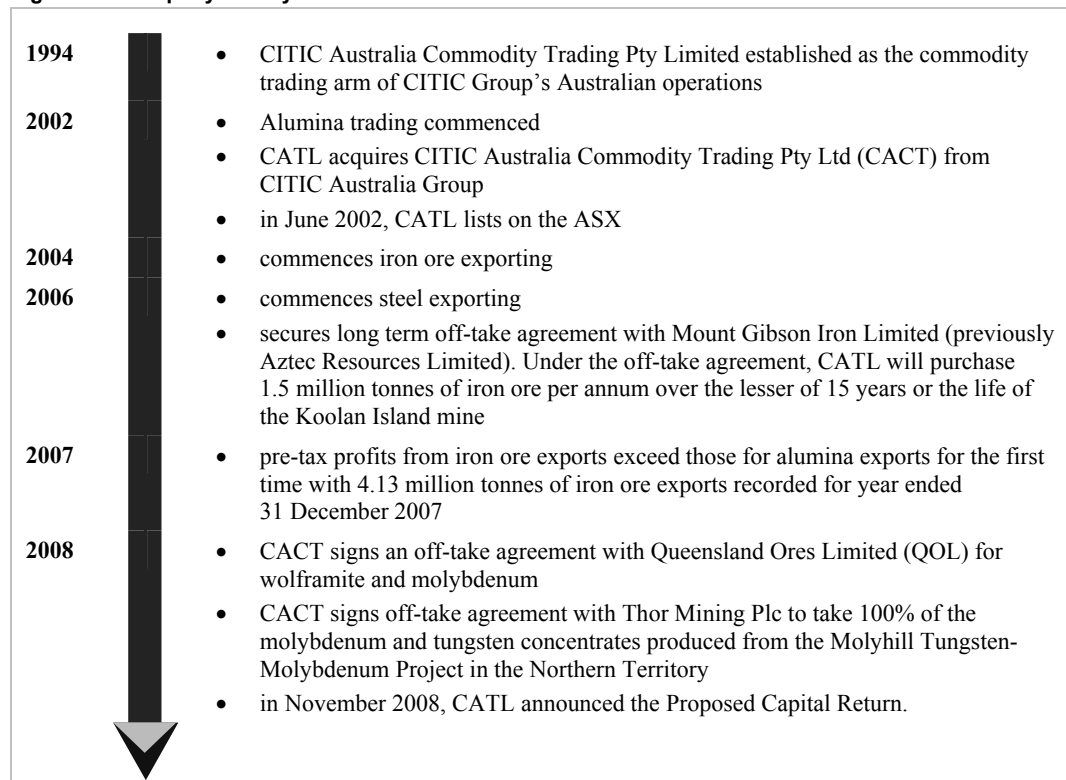 1994 • CITIC Australia Commodity Trading Pty Limited established as the commodity
trading arm of CITIC Group's Australian operations
2002 • Alumina trading commenced
• CATL acquires CITIC Australia Commodity Trading Pty Ltd (CACT) from
CITIC Australia Group
• in June 2002, CATL lists on the ASX
2004 • commences iron ore exporting
2006 • commences steel exporting
• secures long term off-take agreement with Mount Gibson Iron Limited (previously
Aztec Resources Limited). Under the off-take agreement, CATL will purchase
1.5 million tonnes of iron ore per annum over the lesser of 15 years or the life of
the Koolan Island mine
2007 • pre-tax profits from iron ore exports exceed those for alumina exports for the first
time with 4.13 million tonnes of iron ore exports recorded for year ended
31 December 2007
2008 • CACT signs an off-take agreement with Queensland Ores Limited (QOL) for
wolframite and molybdenum
• CACT signs off-take agreement with Thor Mining Plc to take 100% of the
molybdenum and tungsten concentrates produced from the Molyhill Tungsten-
Molybdenum Project in the Northern Territory
• in November 2008, CATL announced the Proposed Capital Return.